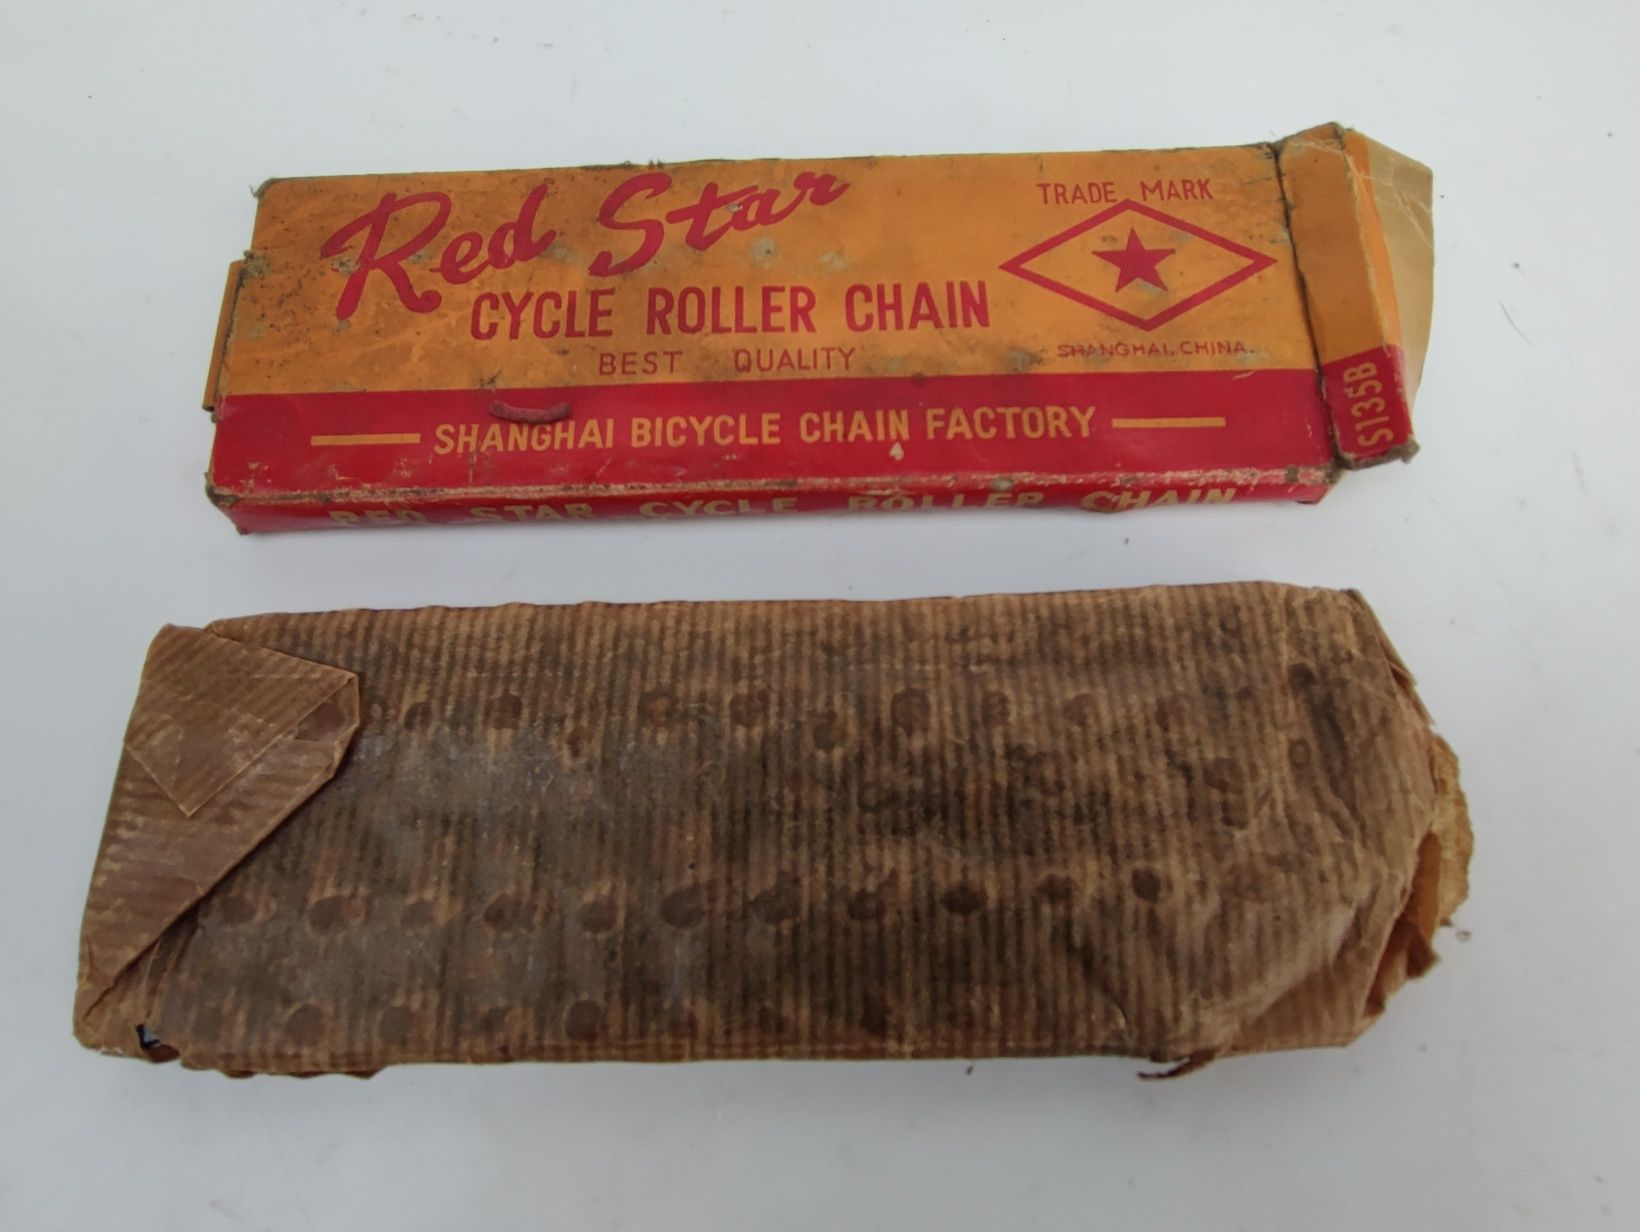 Red Star
CYCLE ROLLER CHAIN
BEST QUALITY
TRADE MARK
SHANGHAI, CHINA.
SHANGHAI BICYCLE CHAIN FACTORY
RED STAR CYCLE ROLLER CHAIN
S135B